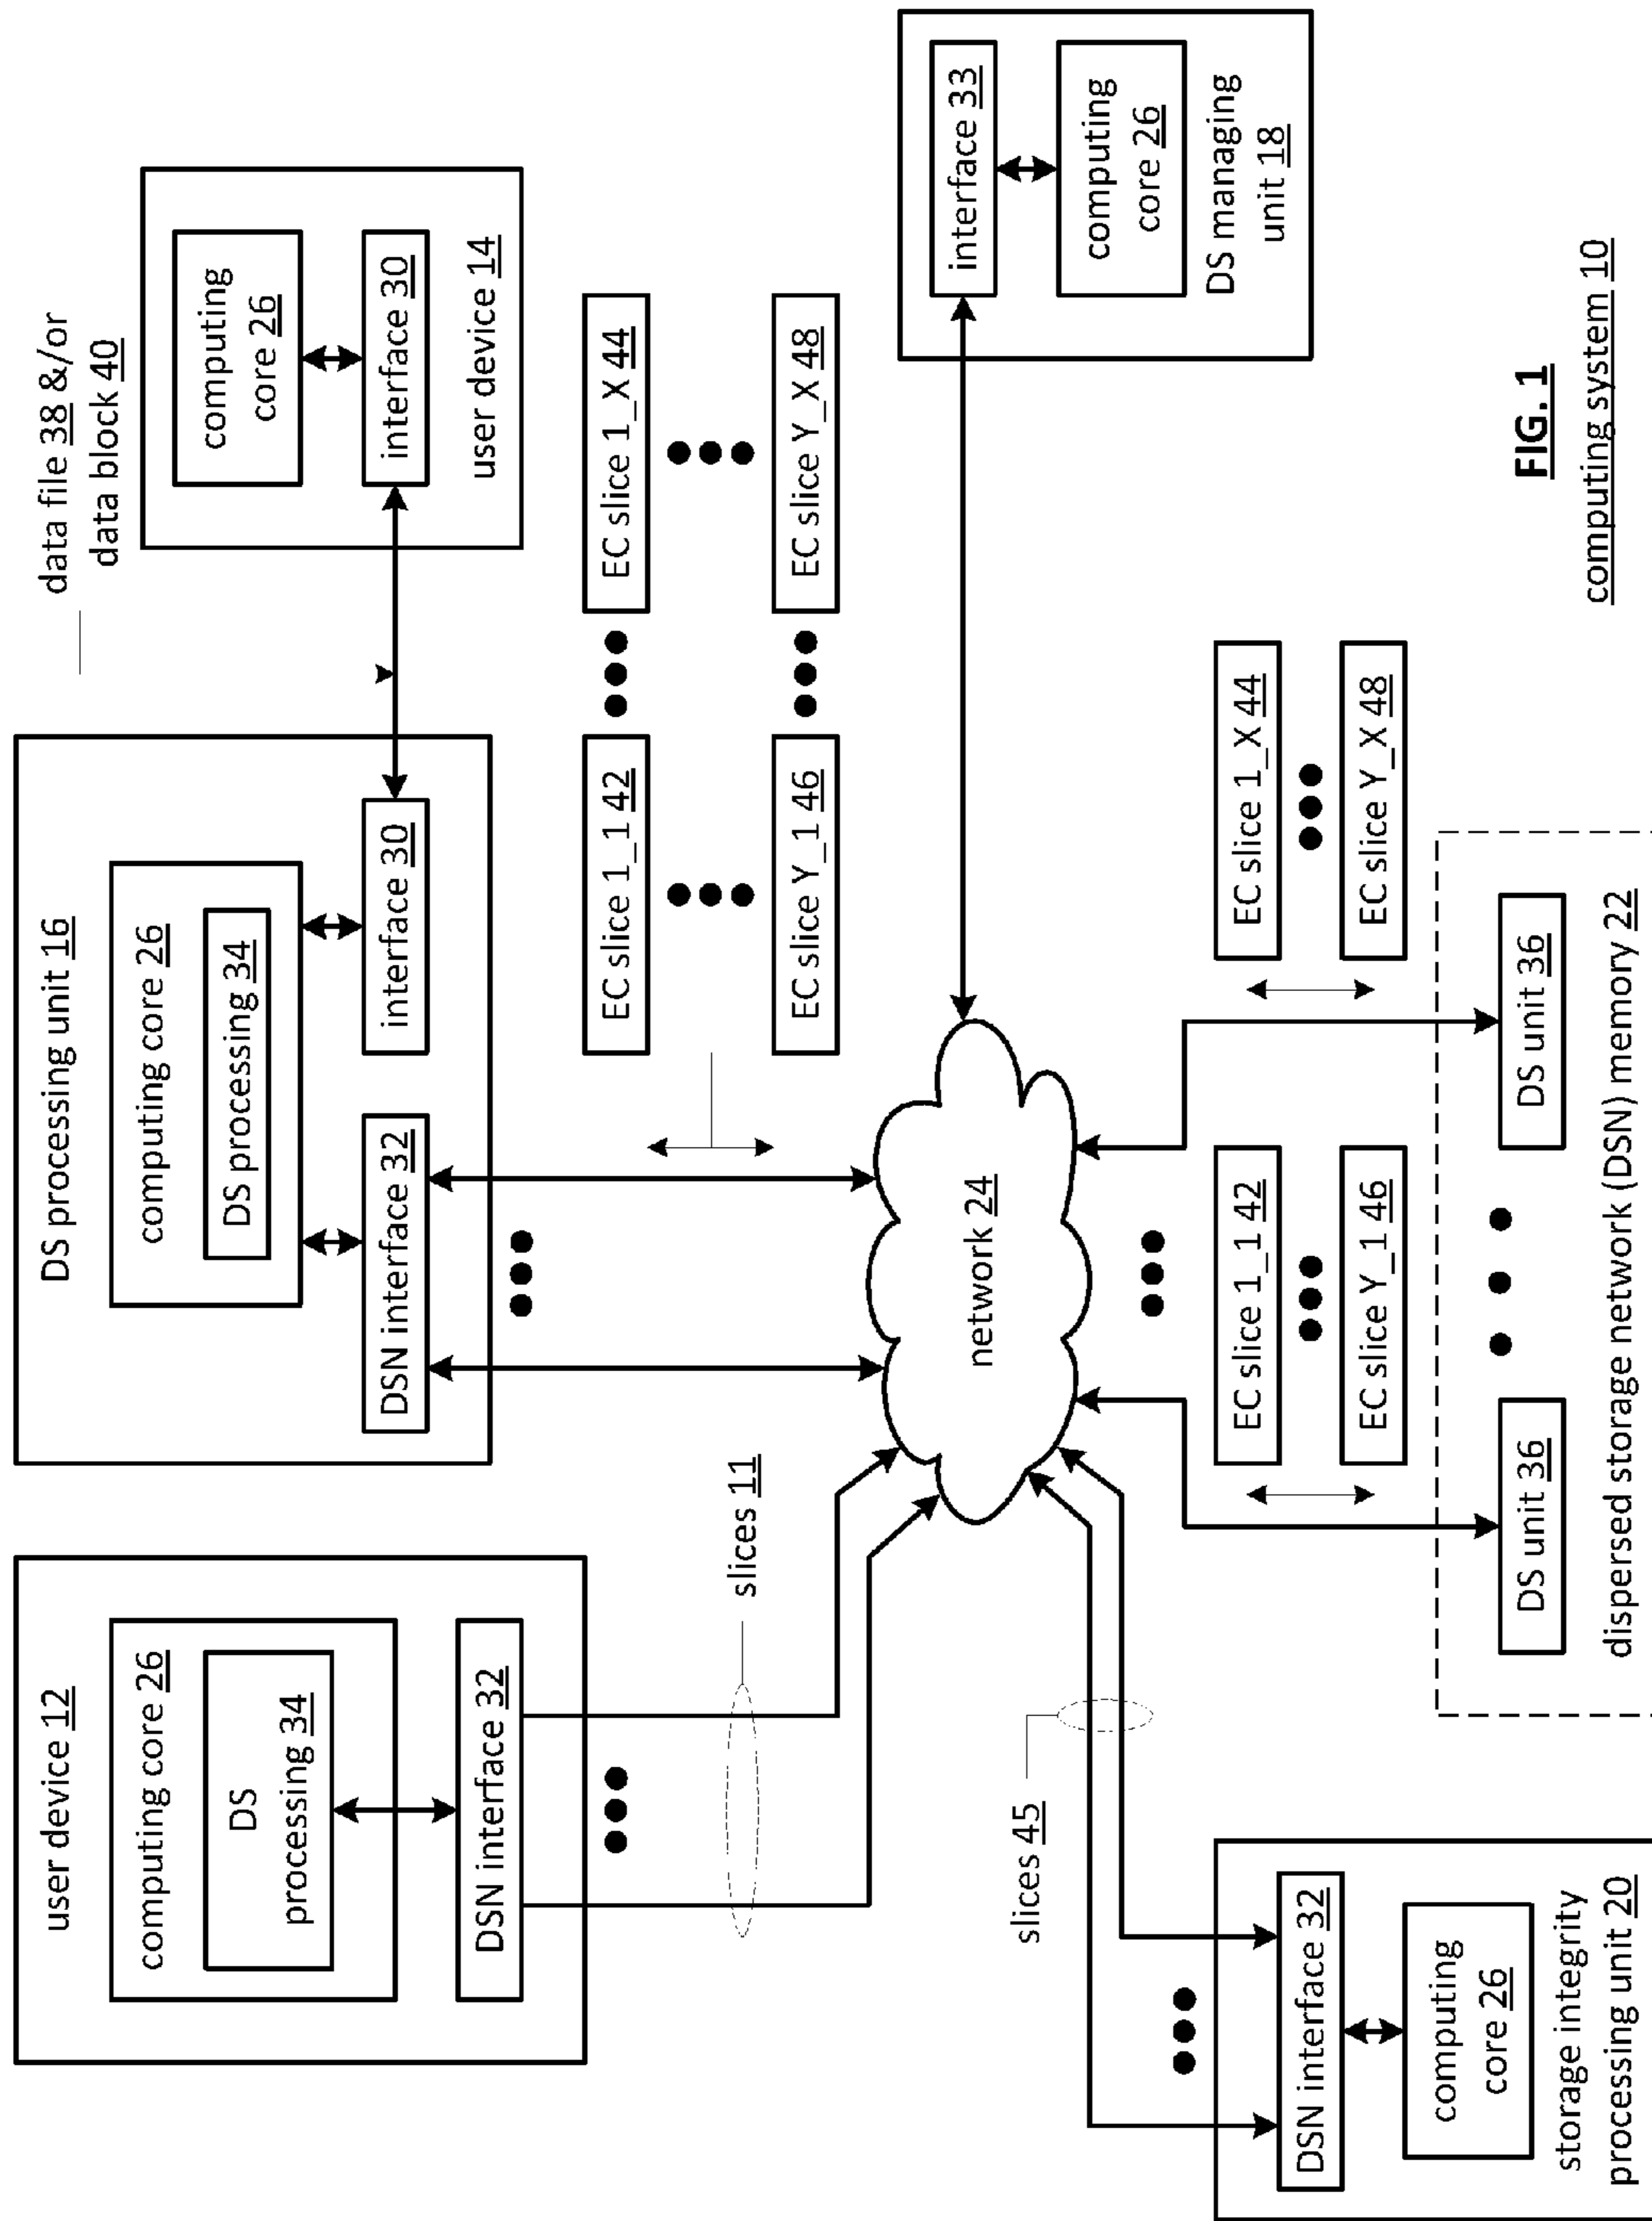 user device 12
computing core 26
DS
processing 34
DSN interface 32
slices 11
DS processing unit 16
computing core 26
DS processing 34
DSN interface 32
interface 30
data file 38 &/or
data block 40
computing
core 26
interface 30
user device 14
EC slice 1_1 42
EC slice 1_X 44
EC slice Y_1 46
EC slice Y_X 48
network 24
interface 33
computing
core 26
DS managing
unit 18
slices 45
DSN interface 32
computing
core 26
storage integrity
processing unit 20
EC slice 1_1 42
EC slice Y_1 46
EC slice 1_X 44
EC slice Y_X 48
DS unit 36
DS unit 36
dispersed storage network (DSN) memory 22
FIG. 1
computing system 10